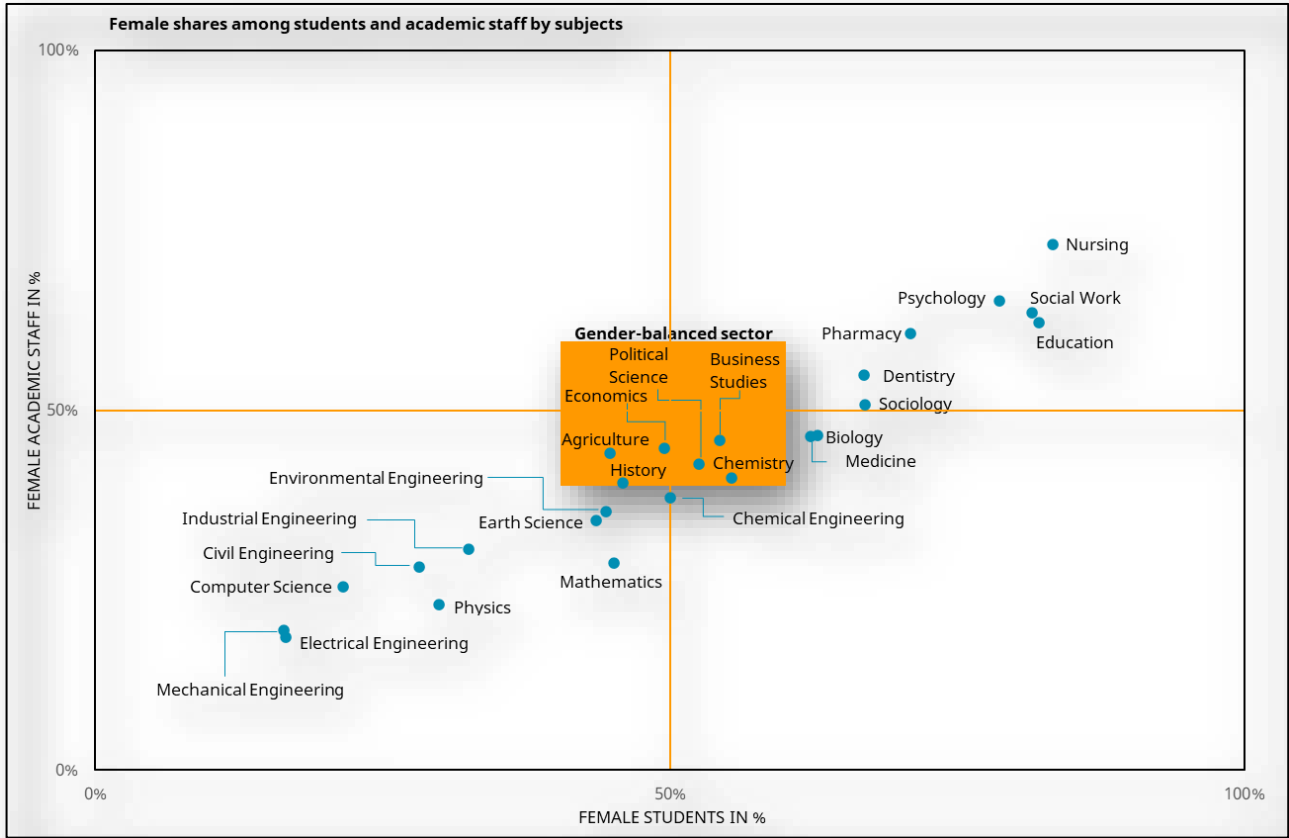 Female shares among students and academic staff by subjects
100%
Nursing
Psychology
Social Work
Gender-balanced sector
Pharmacy
Education
Political
Science
Business
Studies
Dentistry
Economics
Sociology
50%
Agriculture
Biology
History
Chemistry
Medicine
Environmental Engineering
Industrial Engineering
Earth Science
Chemical Engineering
Civil Engineering
Mathematics
Computer Science
Physics
Electrical Engineering
Mechanical Engineering
0%
FEMALE ACADEMIC STAFF IN %
0%
50%
100%
FEMALE STUDENTS IN %